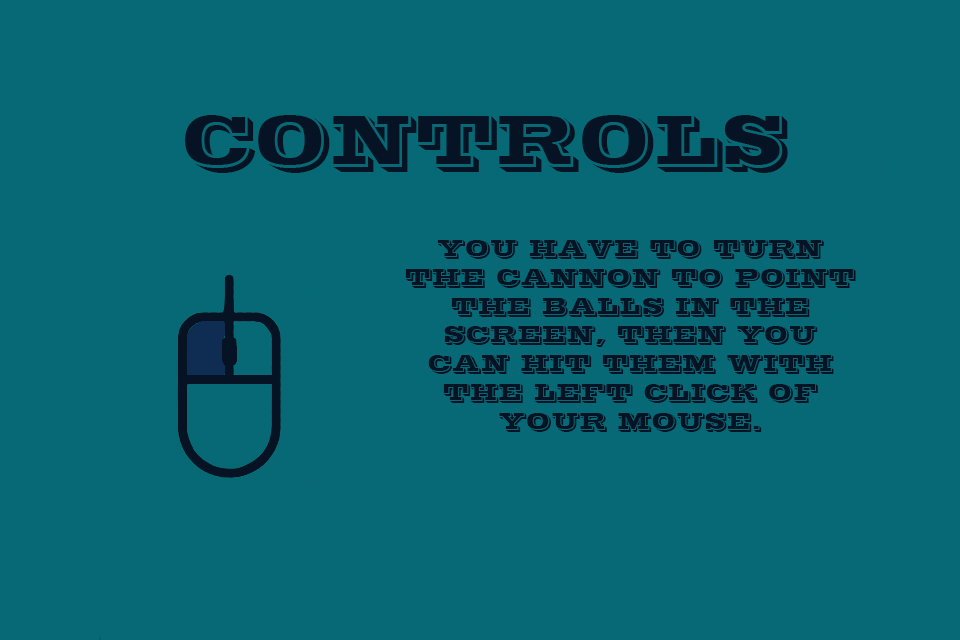 CONTROLS
YOU HAVE TO TURN
THE CANNON TO POINT
THE BALLS IN THE
SCREEN, THEN YOU
CAN HIT THEM WITH
THE LEFT CLICK OF
YOUR MOUSE.